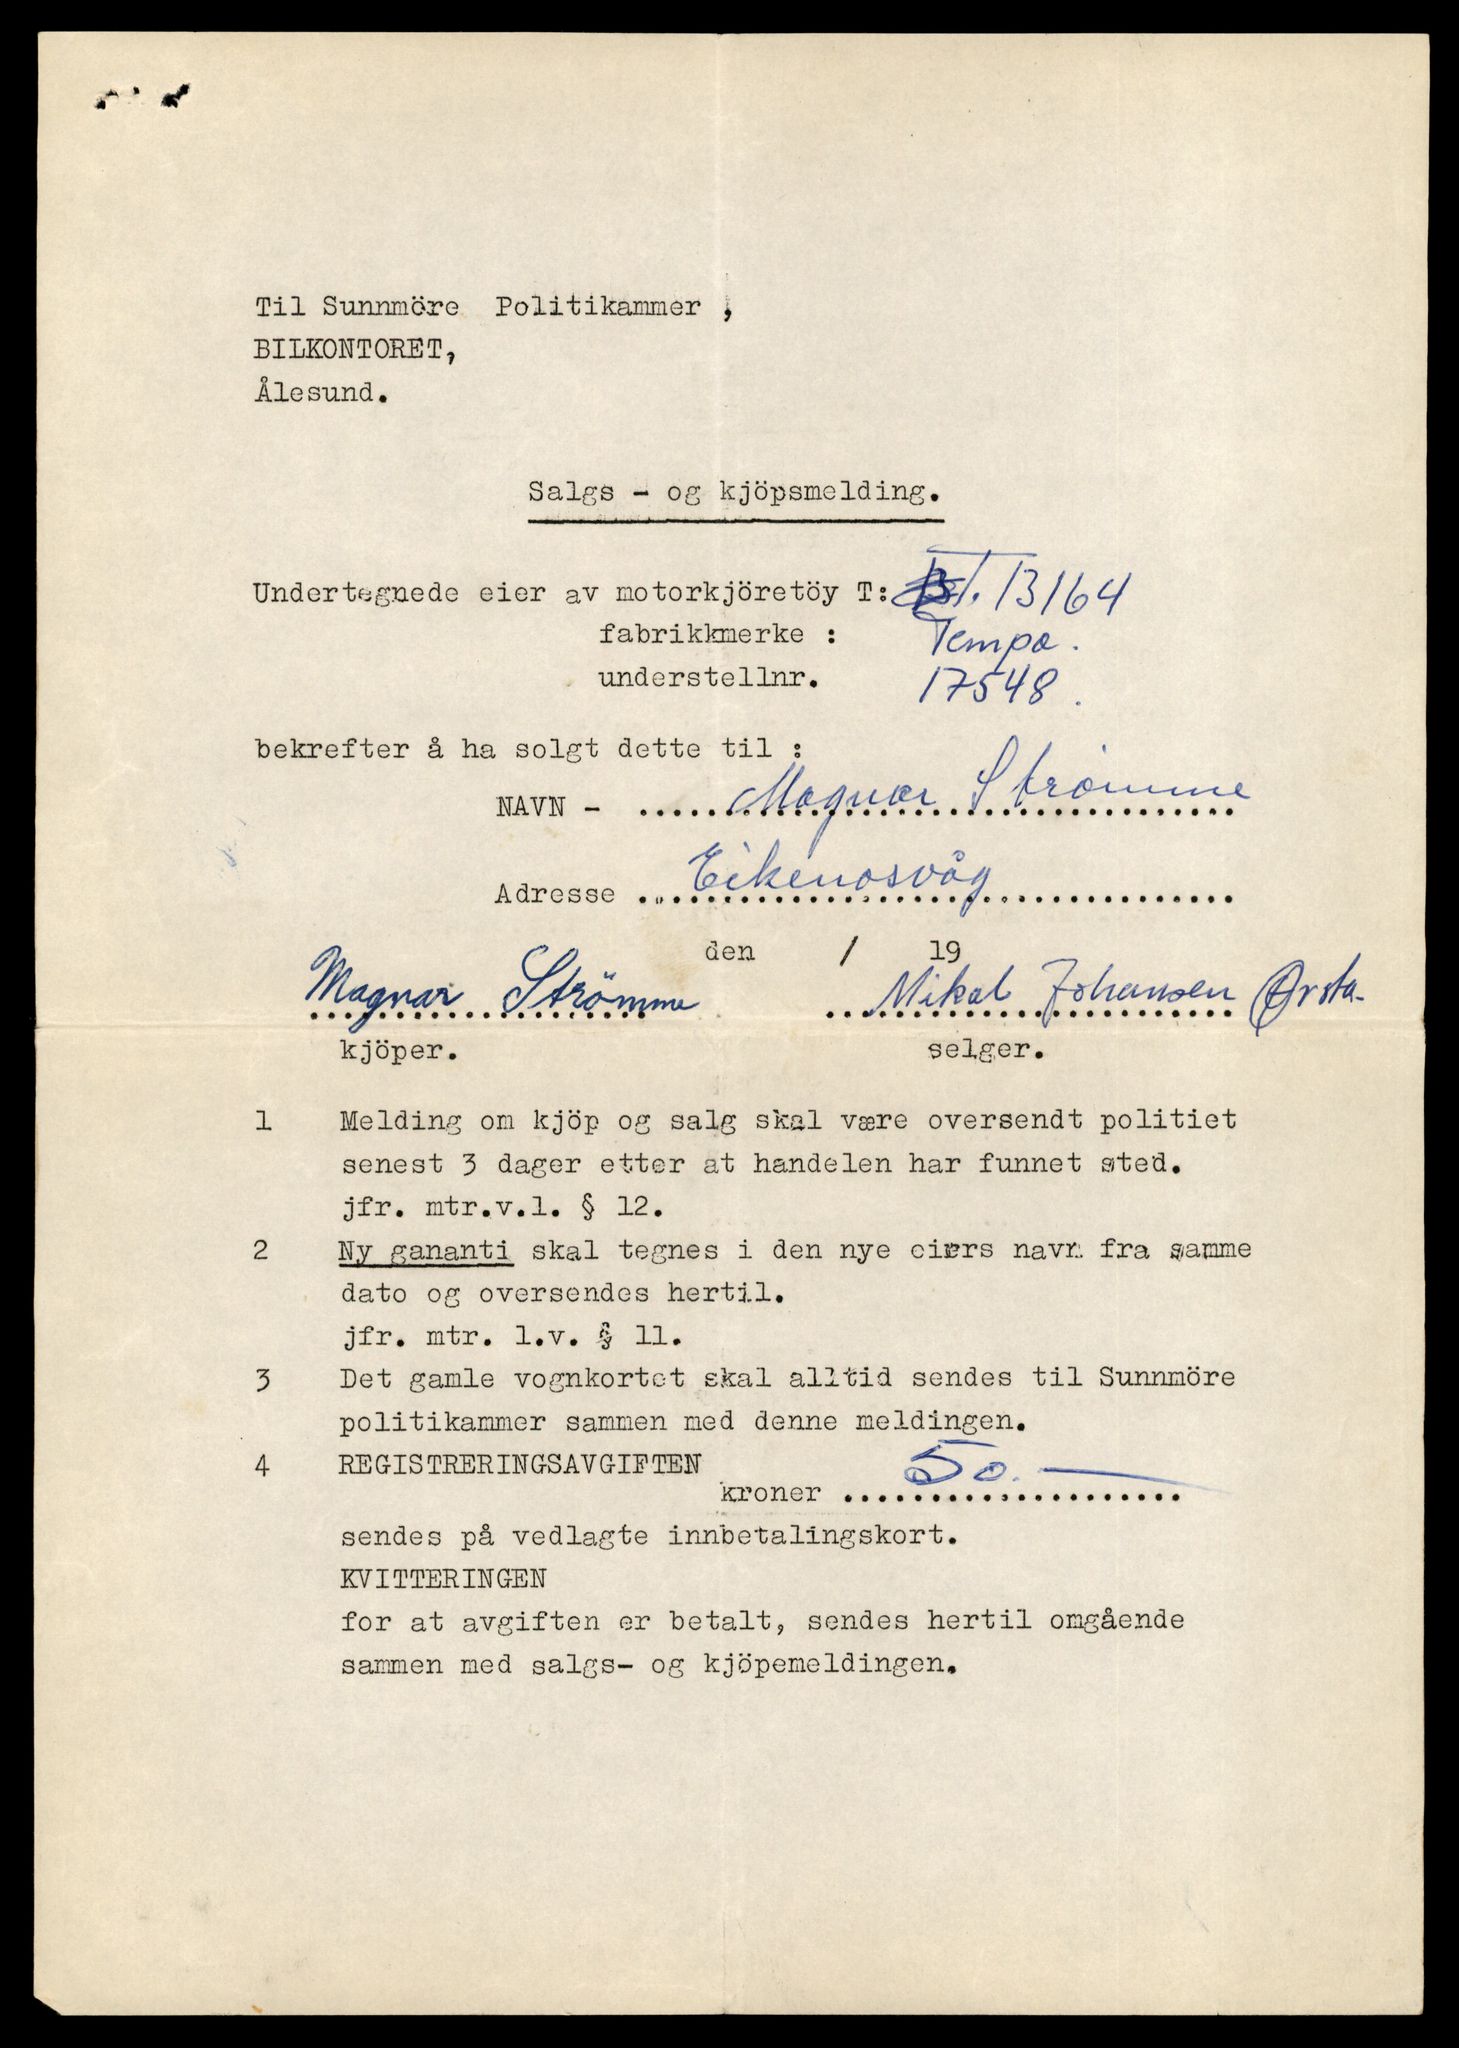 Til Sunnmöre Politikammer ,
BILKONTORET,
Ålesund.
Salgs - og kjöpsmelding.
Undertegnede eier av motorkjöretöy T: T. 13164
fabrikkmerke : Tempo.
understellnr. 17548.
bekrefter å ha solgt dette til :
NAVN - ..... Magnar Strømme
Adresse ... Eikenosvåg
den / 19
Magnar Strömme Mikal Johansen Ørsta.
kjöper. selger.
1 Melding om kjöp og salg skal være oversendt politiet
senest 3 dager etter at handelen har funnet sted.
jfr. mtr.v.l. § 12.
2 Ny gananti skal tegnes i den nye eiers navn fra samme
dato og oversendes hertil.
jfr. mtr. l.v. § 11.
3 Det gamle vognkortet skal alltid sendes til Sunnmöre
politikammer sammen med denne meldingen.
4 REGISTRERINGSAVGIFTEN
kroner 50.—
sendes på vedlagte innbetalingskort.
KVITTERINGEN
for at avgiften er betalt, sendes hertil omgående
sammen med salgs- og kjöpemeldingen.